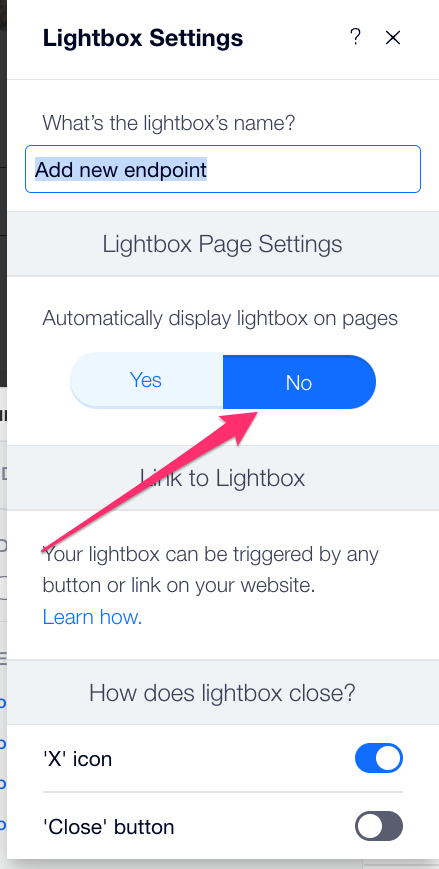 Lightbox Settings
?
What's the lightbox's name?
Add new endpoint
Lightbox Page Settings
Automatically display lightbox on pages
Yes
No
Link to Lightbox
Your lightbox can be triggered by any
button or link on your website.
Learn how.
How does lightbox close?
'X' icon
'Close' button